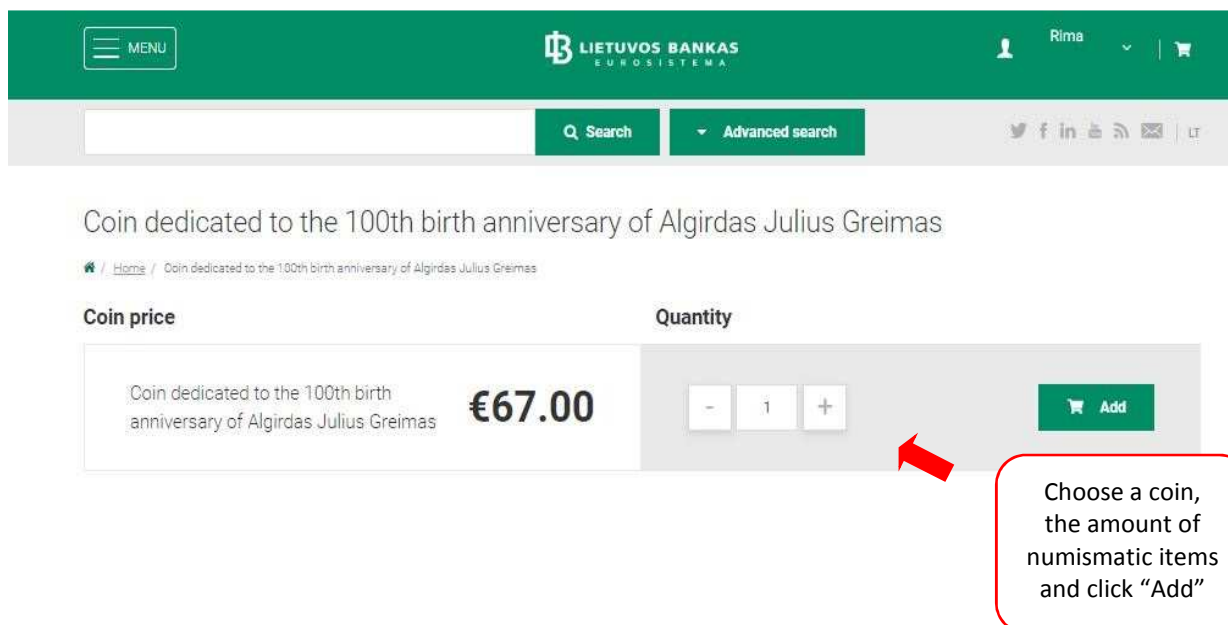 MENU
LIETUVOS BANKAS
EUROSISTEMA
Rima
Search
Advanced search
LT
Coin dedicated to the 100th birth anniversary of Algirdas Julius Greimas
/ Home / Coin dedicated to the 100th birth anniversary of Algirdas Julius Greimas
Coin price
Quantity
Coin dedicated to the 100th birth
anniversary of Algirdas Julius Greimas
€67.00
- 1 +
Add
Choose a coin,
the amount of
numismatic items
and click “Add”